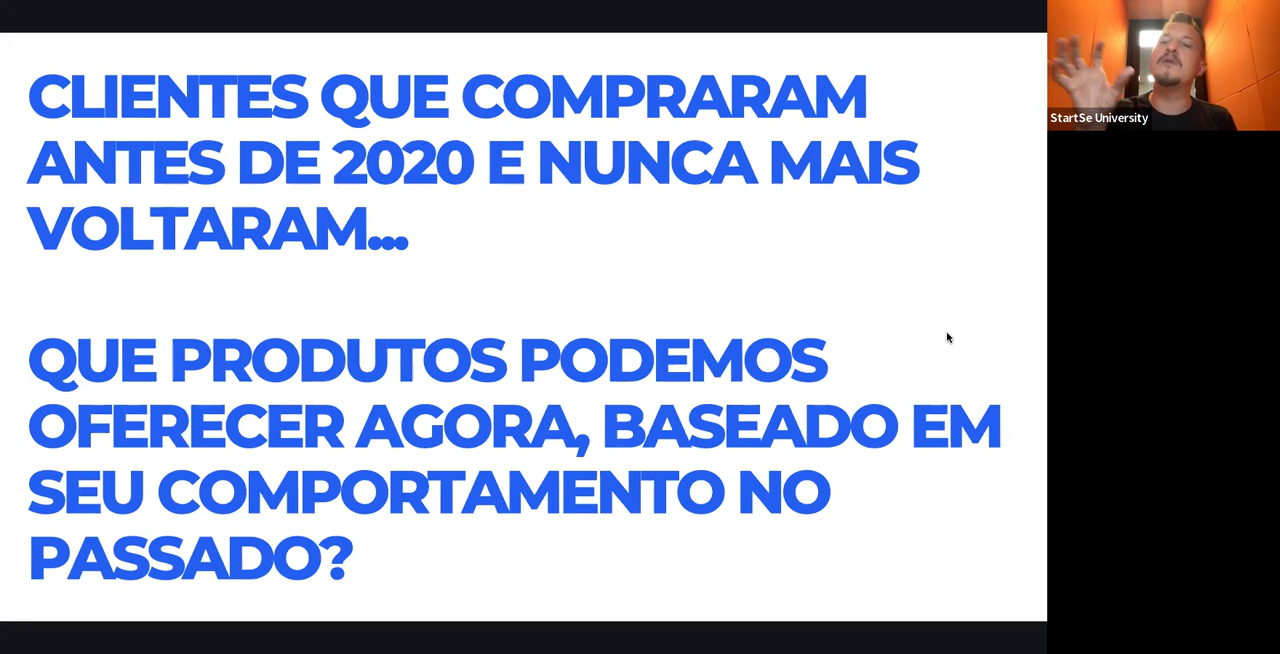 CLIENTES QUE COMPRARAM
ANTES DE 2020 E NUNCA MAIS
VOLTARAM...
QUE PRODUTOS PODEMOS
OFERECER AGORA, BASEADO EM
SEU COMPORTAMENTO NO
PASSADO?
StartSe University